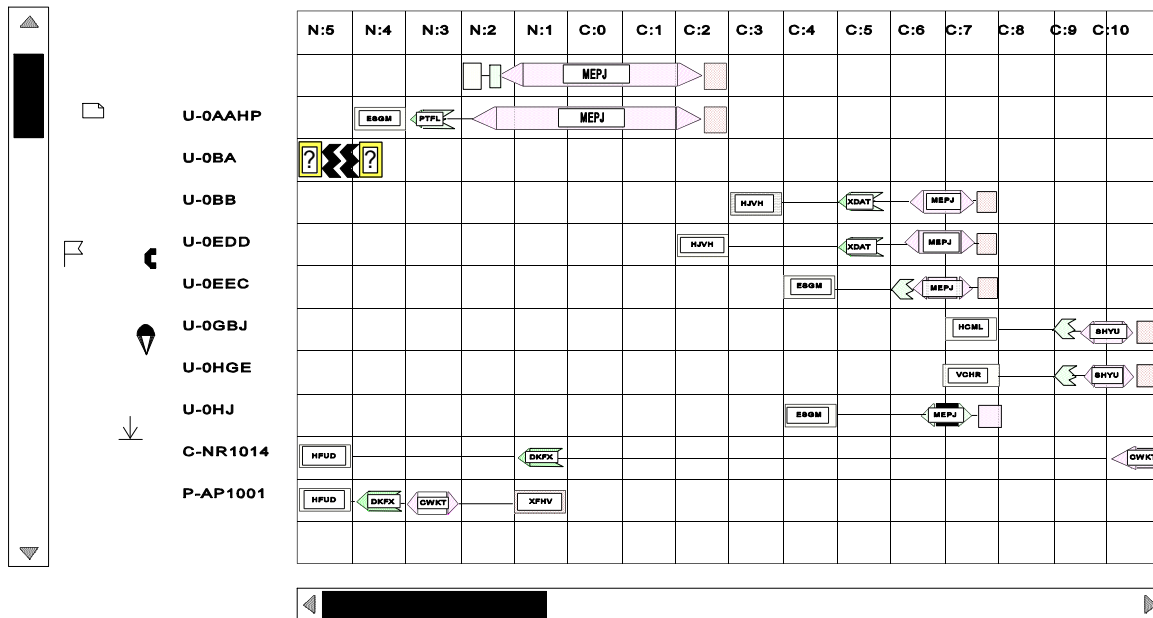 N:5 N:4 N:3 N:2 N:1 C:0 C:1 C:2 C:3 C:4 C:5 C:6 C:7 C:8 C:9 C:10
MEPJ
U-0AAHP ESGM PTFL MEPJ
U-0BA ? ?
U-0BB HJVH XDAT MEPJ
U-0EDD HJVH XDAT MEPJ
U-0EEC ESGM MEPJ
U-0GBJ HCML SHYU
U-0HGE VCHR SHYU
U-0HJ ESGM MEPJ
C-NR1014 HFUD DKFX CWKT
P-AP1001 HFUD DKFX CWKT XFHV